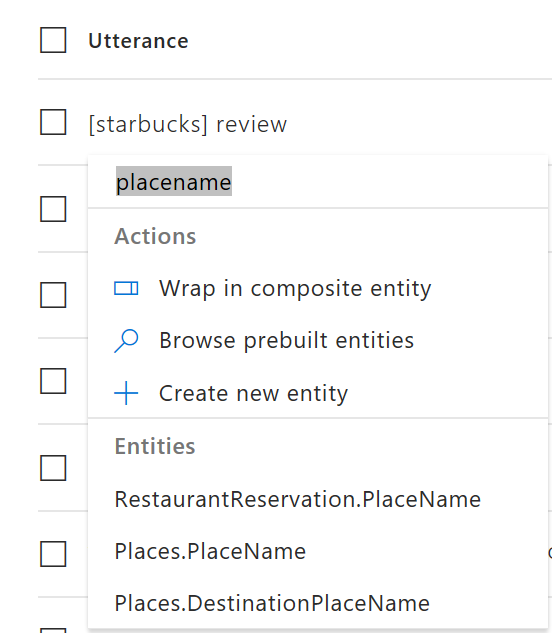 Utterance
[starbucks] review
placename
Actions
Wrap in composite entity
Browse prebuilt entities
Create new entity
Entities
RestaurantReservation.PlaceName
Places.PlaceName
Places.DestinationPlaceName